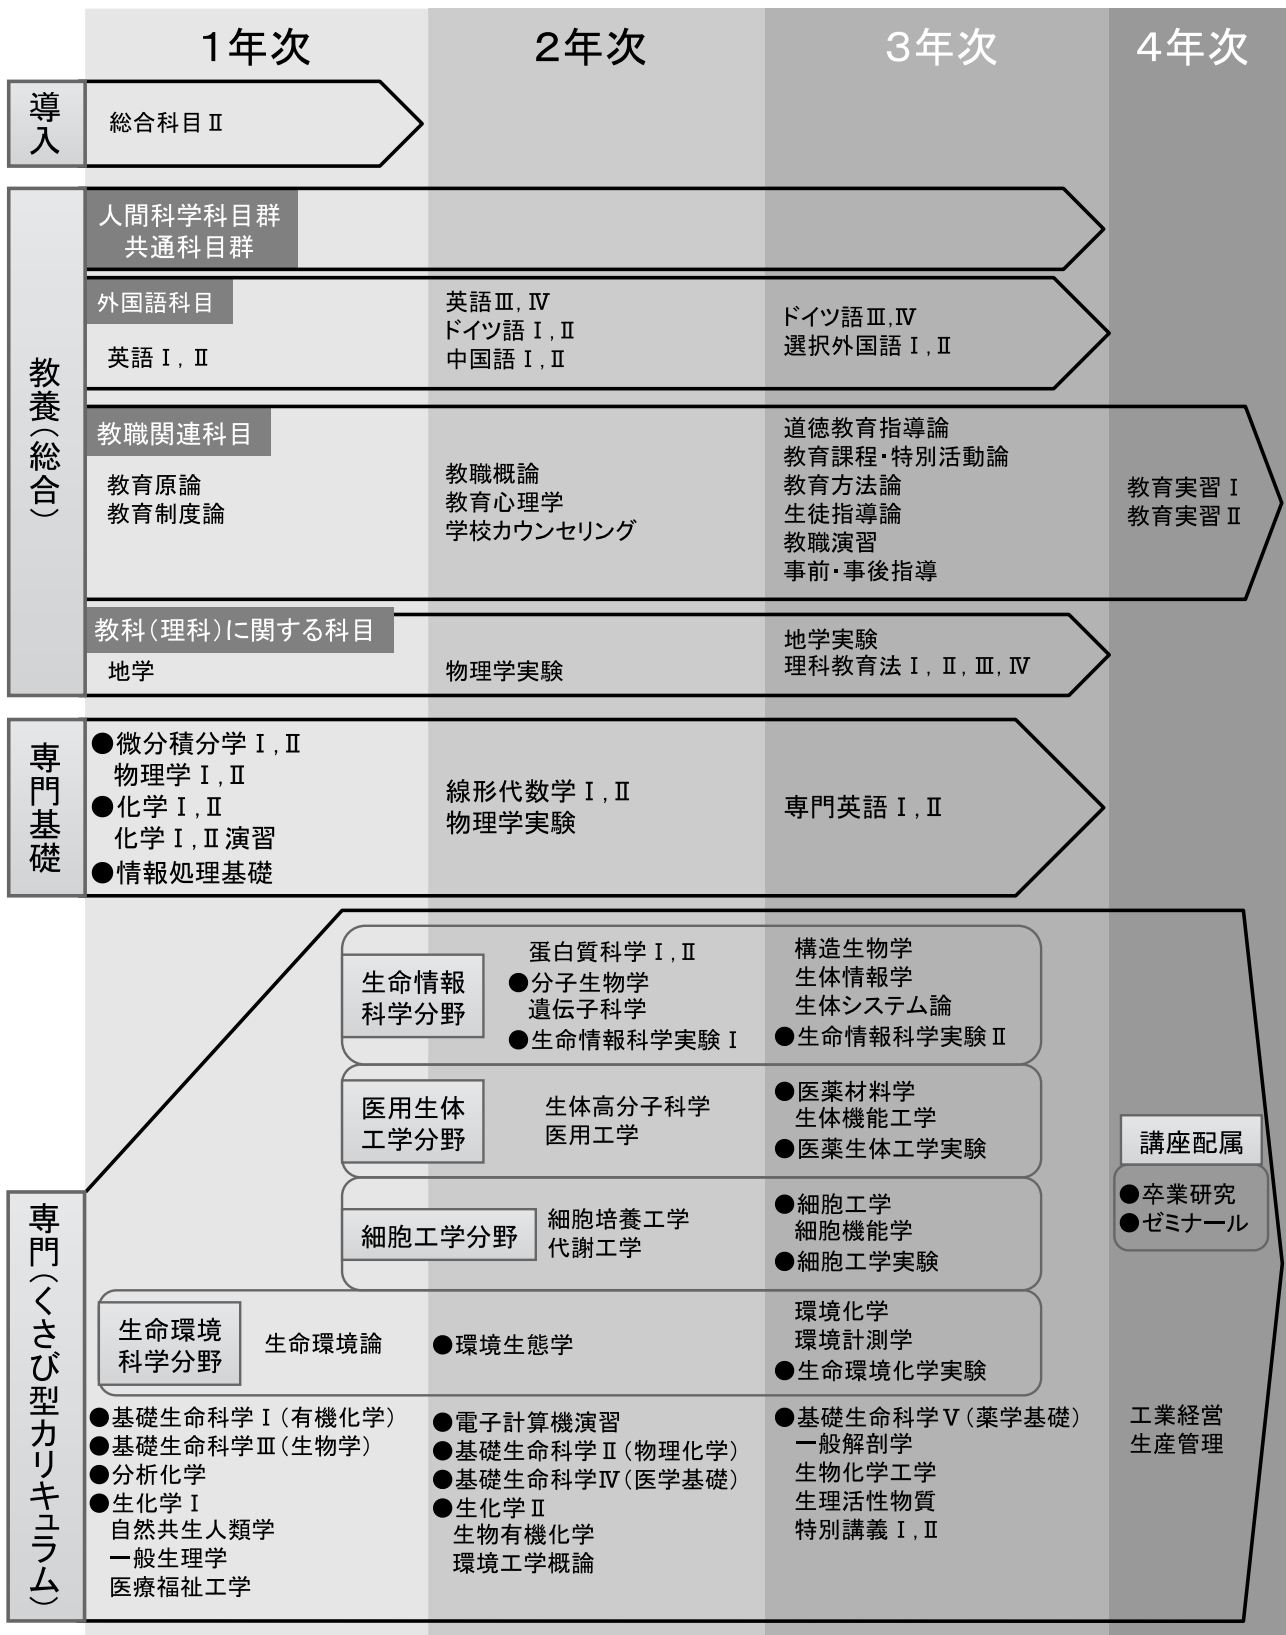 1年次
2年次
3年次
4年次
導入
総合科目Ⅱ
教養(総合)
人間科学科目群
共通科目群
外国語科目
英語Ⅰ, Ⅱ
英語Ⅲ, Ⅳ
ドイツ語Ⅰ, Ⅱ
中国語Ⅰ, Ⅱ
ドイツ語Ⅲ,Ⅳ
選択外国語Ⅰ, Ⅱ
教職関連科目
教育原論
教育制度論
教職概論
教育心理学
学校カウンセリング
道徳教育指導論
教育課程・特別活動論
教育方法論
生徒指導論
教職演習
事前・事後指導
教育実習Ⅰ
教育実習Ⅱ
教科(理科)に関する科目
地学
物理学実験
地学実験
理科教育法Ⅰ, Ⅱ, Ⅲ, Ⅳ
専門基礎
●微分積分学Ⅰ, Ⅱ
物理学Ⅰ, Ⅱ
●化学Ⅰ, Ⅱ
化学Ⅰ, Ⅱ演習
●情報処理基礎
線形代数学Ⅰ, Ⅱ
物理学実験
専門英語Ⅰ, Ⅱ
専門(くさび型カリキュラム)
生命情報
科学分野
蛋白質科学Ⅰ, Ⅱ
●分子生物学
遺伝子科学
●生命情報科学実験Ⅰ
構造生物学
生体情報学
生体システム論
●生命情報科学実験Ⅱ
医用生体
工学分野
生体高分子科学
医用工学
●医薬材料学
生体機能工学
●医薬生体工学実験
細胞工学分野
細胞培養工学
代謝工学
●細胞工学
細胞機能学
●細胞工学実験
生命環境
科学分野
生命環境論
●環境生態学
環境化学
環境計測学
●生命環境化学実験
講座配属
●卒業研究
●ゼミナール
●基礎生命科学Ⅰ(有機化学)
●基礎生命科学Ⅲ(生物学)
●分析化学
●生化学Ⅰ
自然共生人類学
一般生理学
医療福祉工学
●電子計算機演習
●基礎生命科学Ⅱ(物理化学)
●基礎生命科学Ⅳ(医学基礎)
●生化学Ⅱ
生物有機化学
環境工学概論
●基礎生命科学Ⅴ(薬学基礎)
一般解剖学
生物化学工学
生理活性物質
特別講義Ⅰ, Ⅱ
工業経営
生産管理